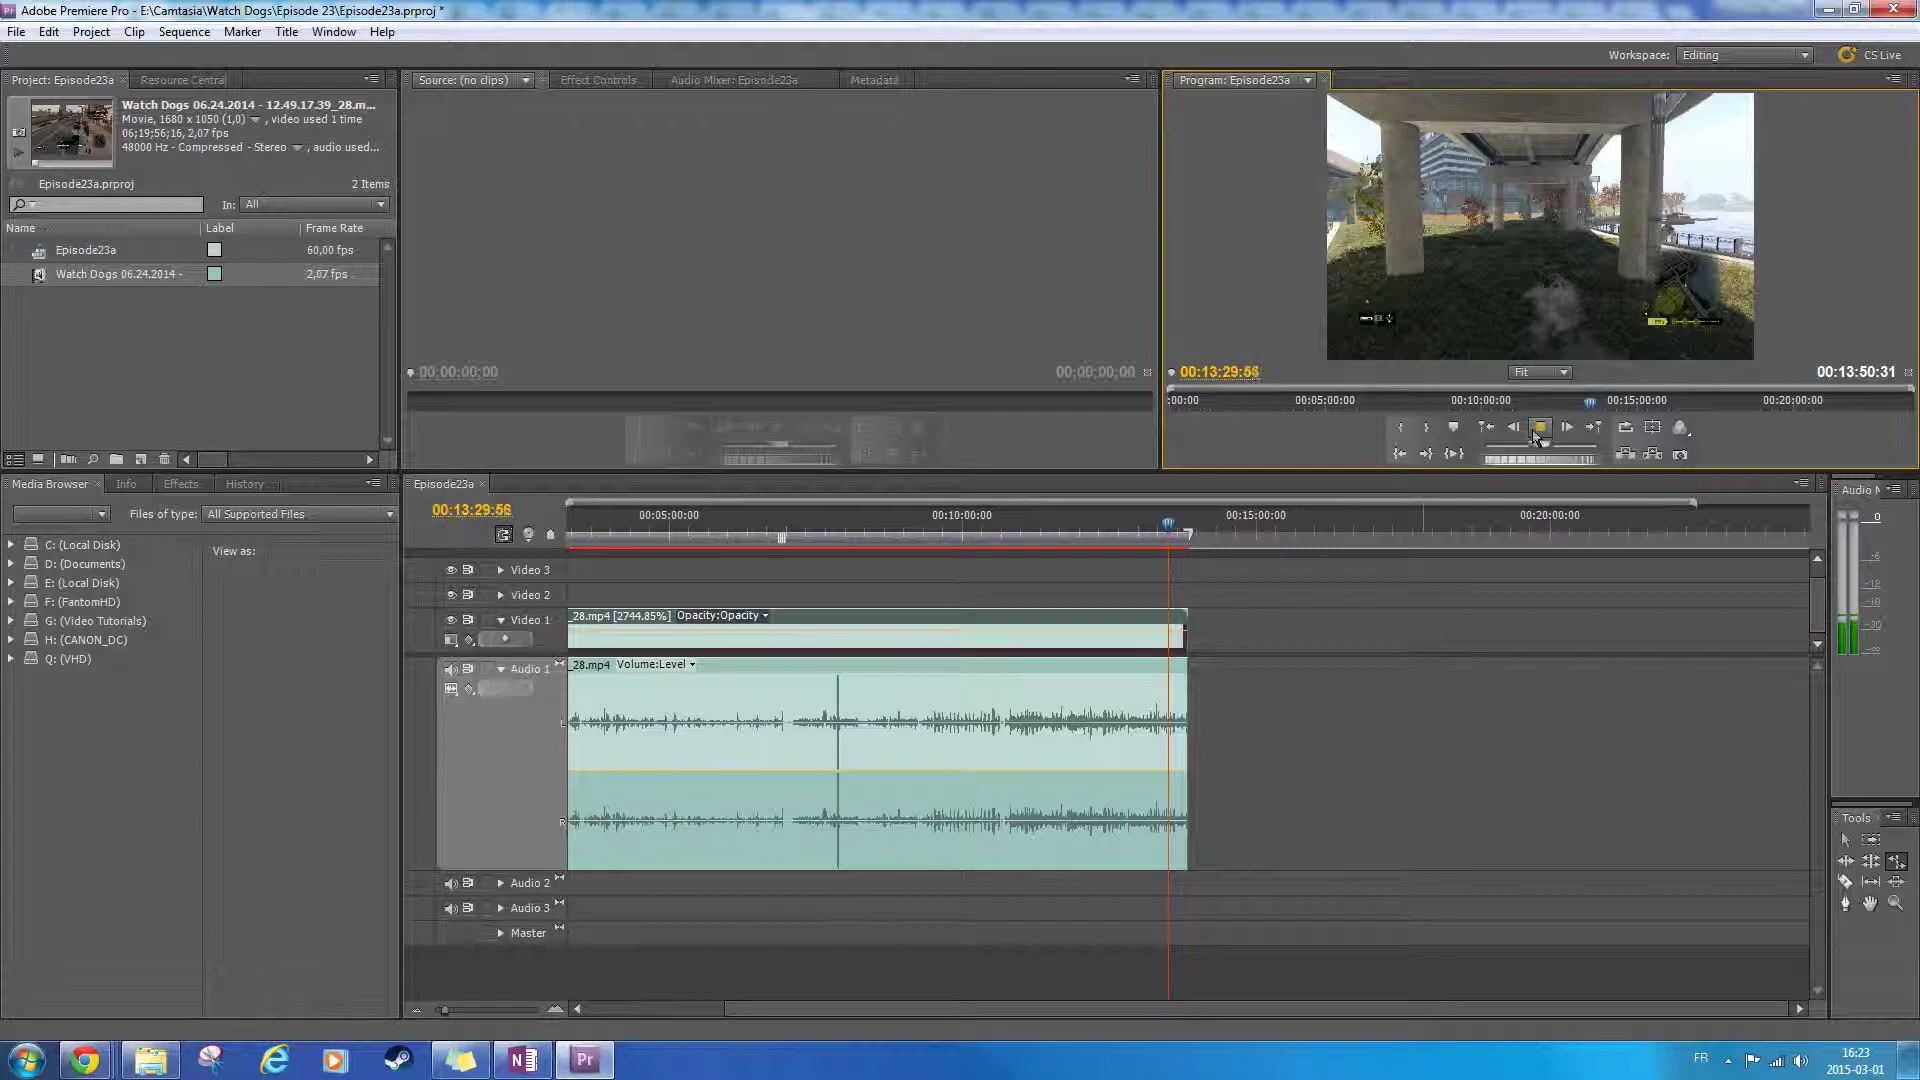 Adobe Premiere Pro - E:\Camtasia\Watch Dogs\Episode 23\Episode23a.prproj *
File Edit Project Clip Sequence Marker Title Window Help
Workspace: Editing CS Live
Project: Episode23a Resource Central
Source: (no clips) Effect Controls Audio Mixer: Episode23a Metadata
Program: Episode23a
Watch Dogs 06.24.2014 - 12.49.17.39_28.m...
Movie, 1680 x 1050 (1,0) , video used 1 time
06;19;56;16, 2,07 fps
48000 Hz - Compressed - Stereo , audio used...
Episode23a.prproj 2 Items
In: All
Name Label Frame Rate
Episode23a 60,00 fps
Watch Dogs 06.24.2014 - 2,07 fps
00;00;00;00 00;00;00;00
Fit 00:13:50:31
:00:00 00:05:00:00 00:10:00:00 00:15:00:00 00:20:00:00
Media Browser Info Effects History
Files of type: All Supported Files
View as:
C: (Local Disk)
D: (Documents)
E: (Local Disk)
F: (FantomHD)
G: (Video Tutorials)
H: (CANON_DC)
Q: (VHD)
Episode23a
00:13:29:56
00:05:00:00 00:10:00:00 00:15:00:00 00:20:00:00
Video 3
Video 2
Video 1
_28.mp4 [2744.85%] Opacity:Opacity
Audio 1
_28.mp4 Volume:Level
L
R
Audio 2
Audio 3
Master
Audio
0
-6
-12
-18
-30
Tools
Pr
FR
16:23
2015-03-01